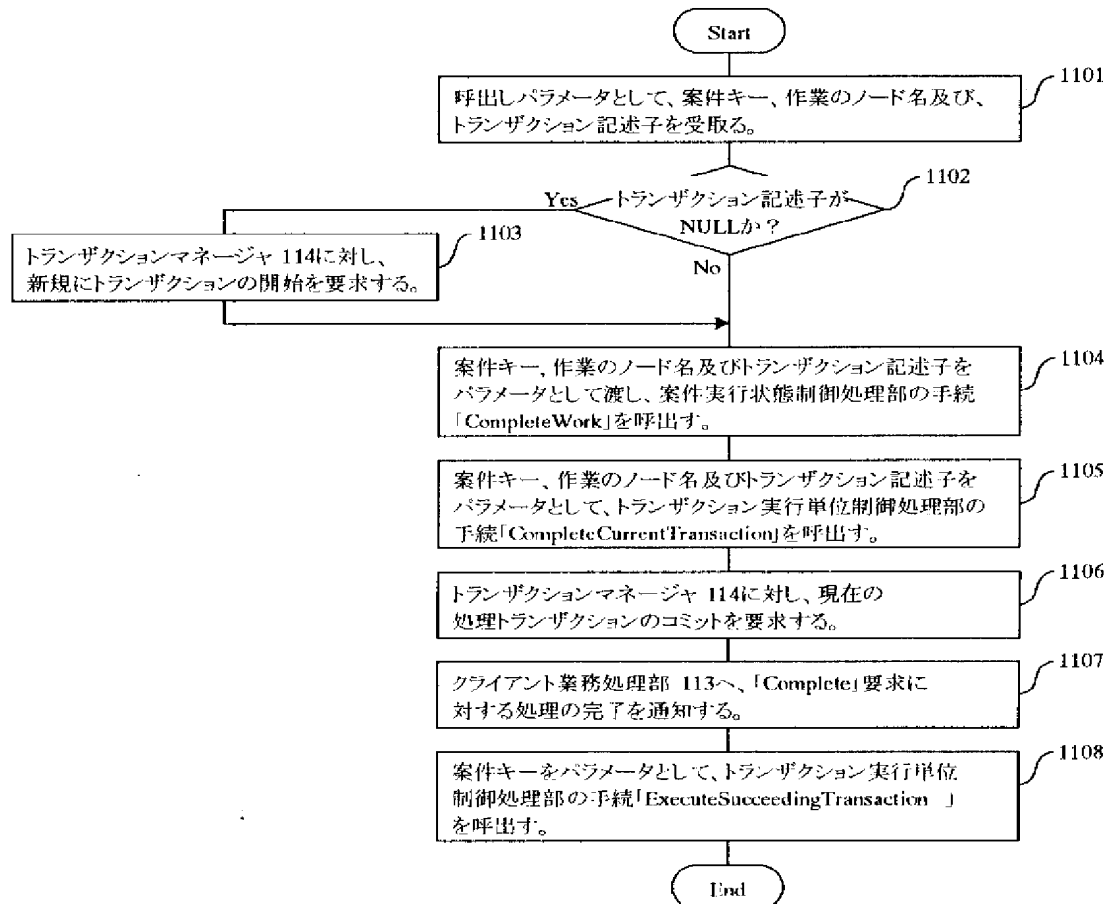 Start
1101
呼出しパラメータとして、案件キー、作業のノード名及び、
トランザクション記述子を受取る。
1102
Yes
トランザクション記述子が
NULLか？
No
1103
トランザクションマネージャ 114に対し、
新規にトランザクションの開始を要求する。
1104
案件キー、作業のノード名及びトランザクション記述子を
パラメータとして渡し、案件実行状態制御処理部の手続
「CompleteWork」を呼出す。
1105
案件キー、作業のノード名及びトランザクション記述子を
パラメータとして、トランザクション実行単位制御処理部の
手続「CompleteCurrentTransaction」を呼出す。
1106
トランザクションマネージャ 114に対し、現在の
処理トランザクションのコミットを要求する。
1107
クライアント業務処理部 113へ、「Complete」要求に
対する処理の完了を通知する。
1108
案件キーをパラメータとして、トランザクション実行単位
制御処理部の手続「ExecuteSucceedingTransaction 」
を呼出す。
End